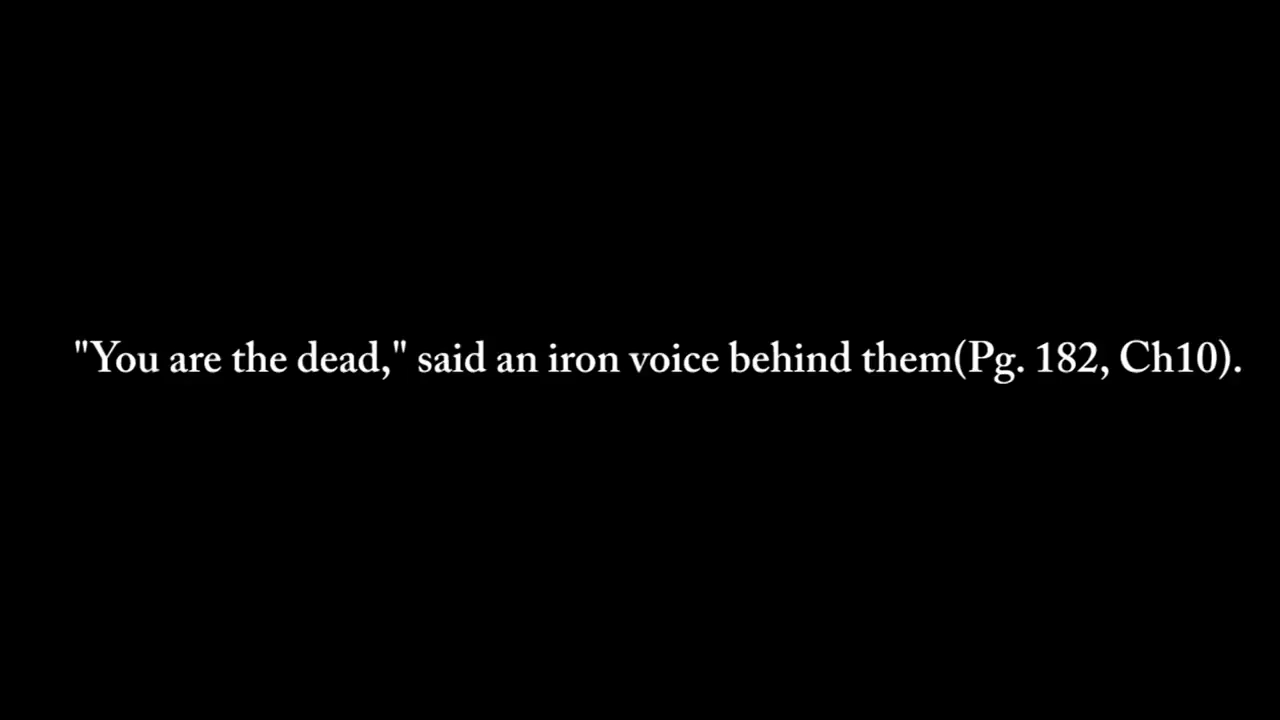 "You are the dead," said an iron voice behind them(Pg. 182, Ch10).